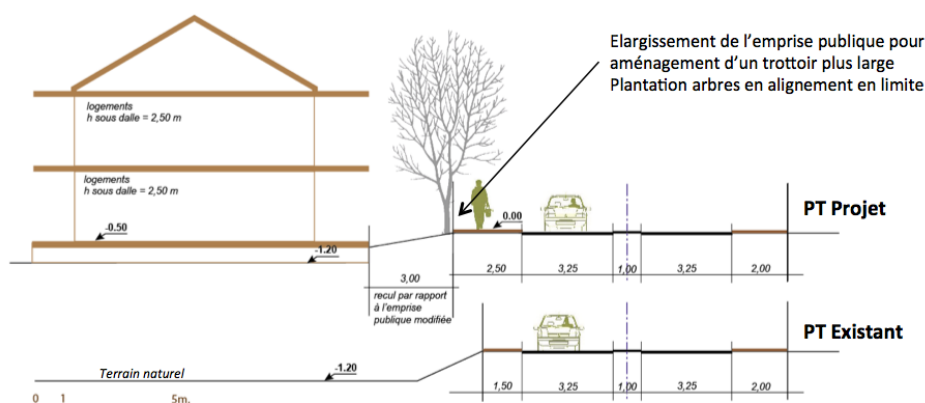 Elargissement de l'emprise publique pour
aménagement d'un trottoir plus large
Plantation arbres en alignement en limite
logements
h sous dalle = 2,50 m
logements
h sous dalle = 2,50 m
-0.50
0.00
PT Projet
-1.20
3,00
2,50
3,25
1,00
3,25
2,00
recul par rapport
à l'emprise
publique modifiée
PT Existant
Terrain naturel
-1.20
1,50
3,25
1,00
3,25
2,00
0 1 5m.